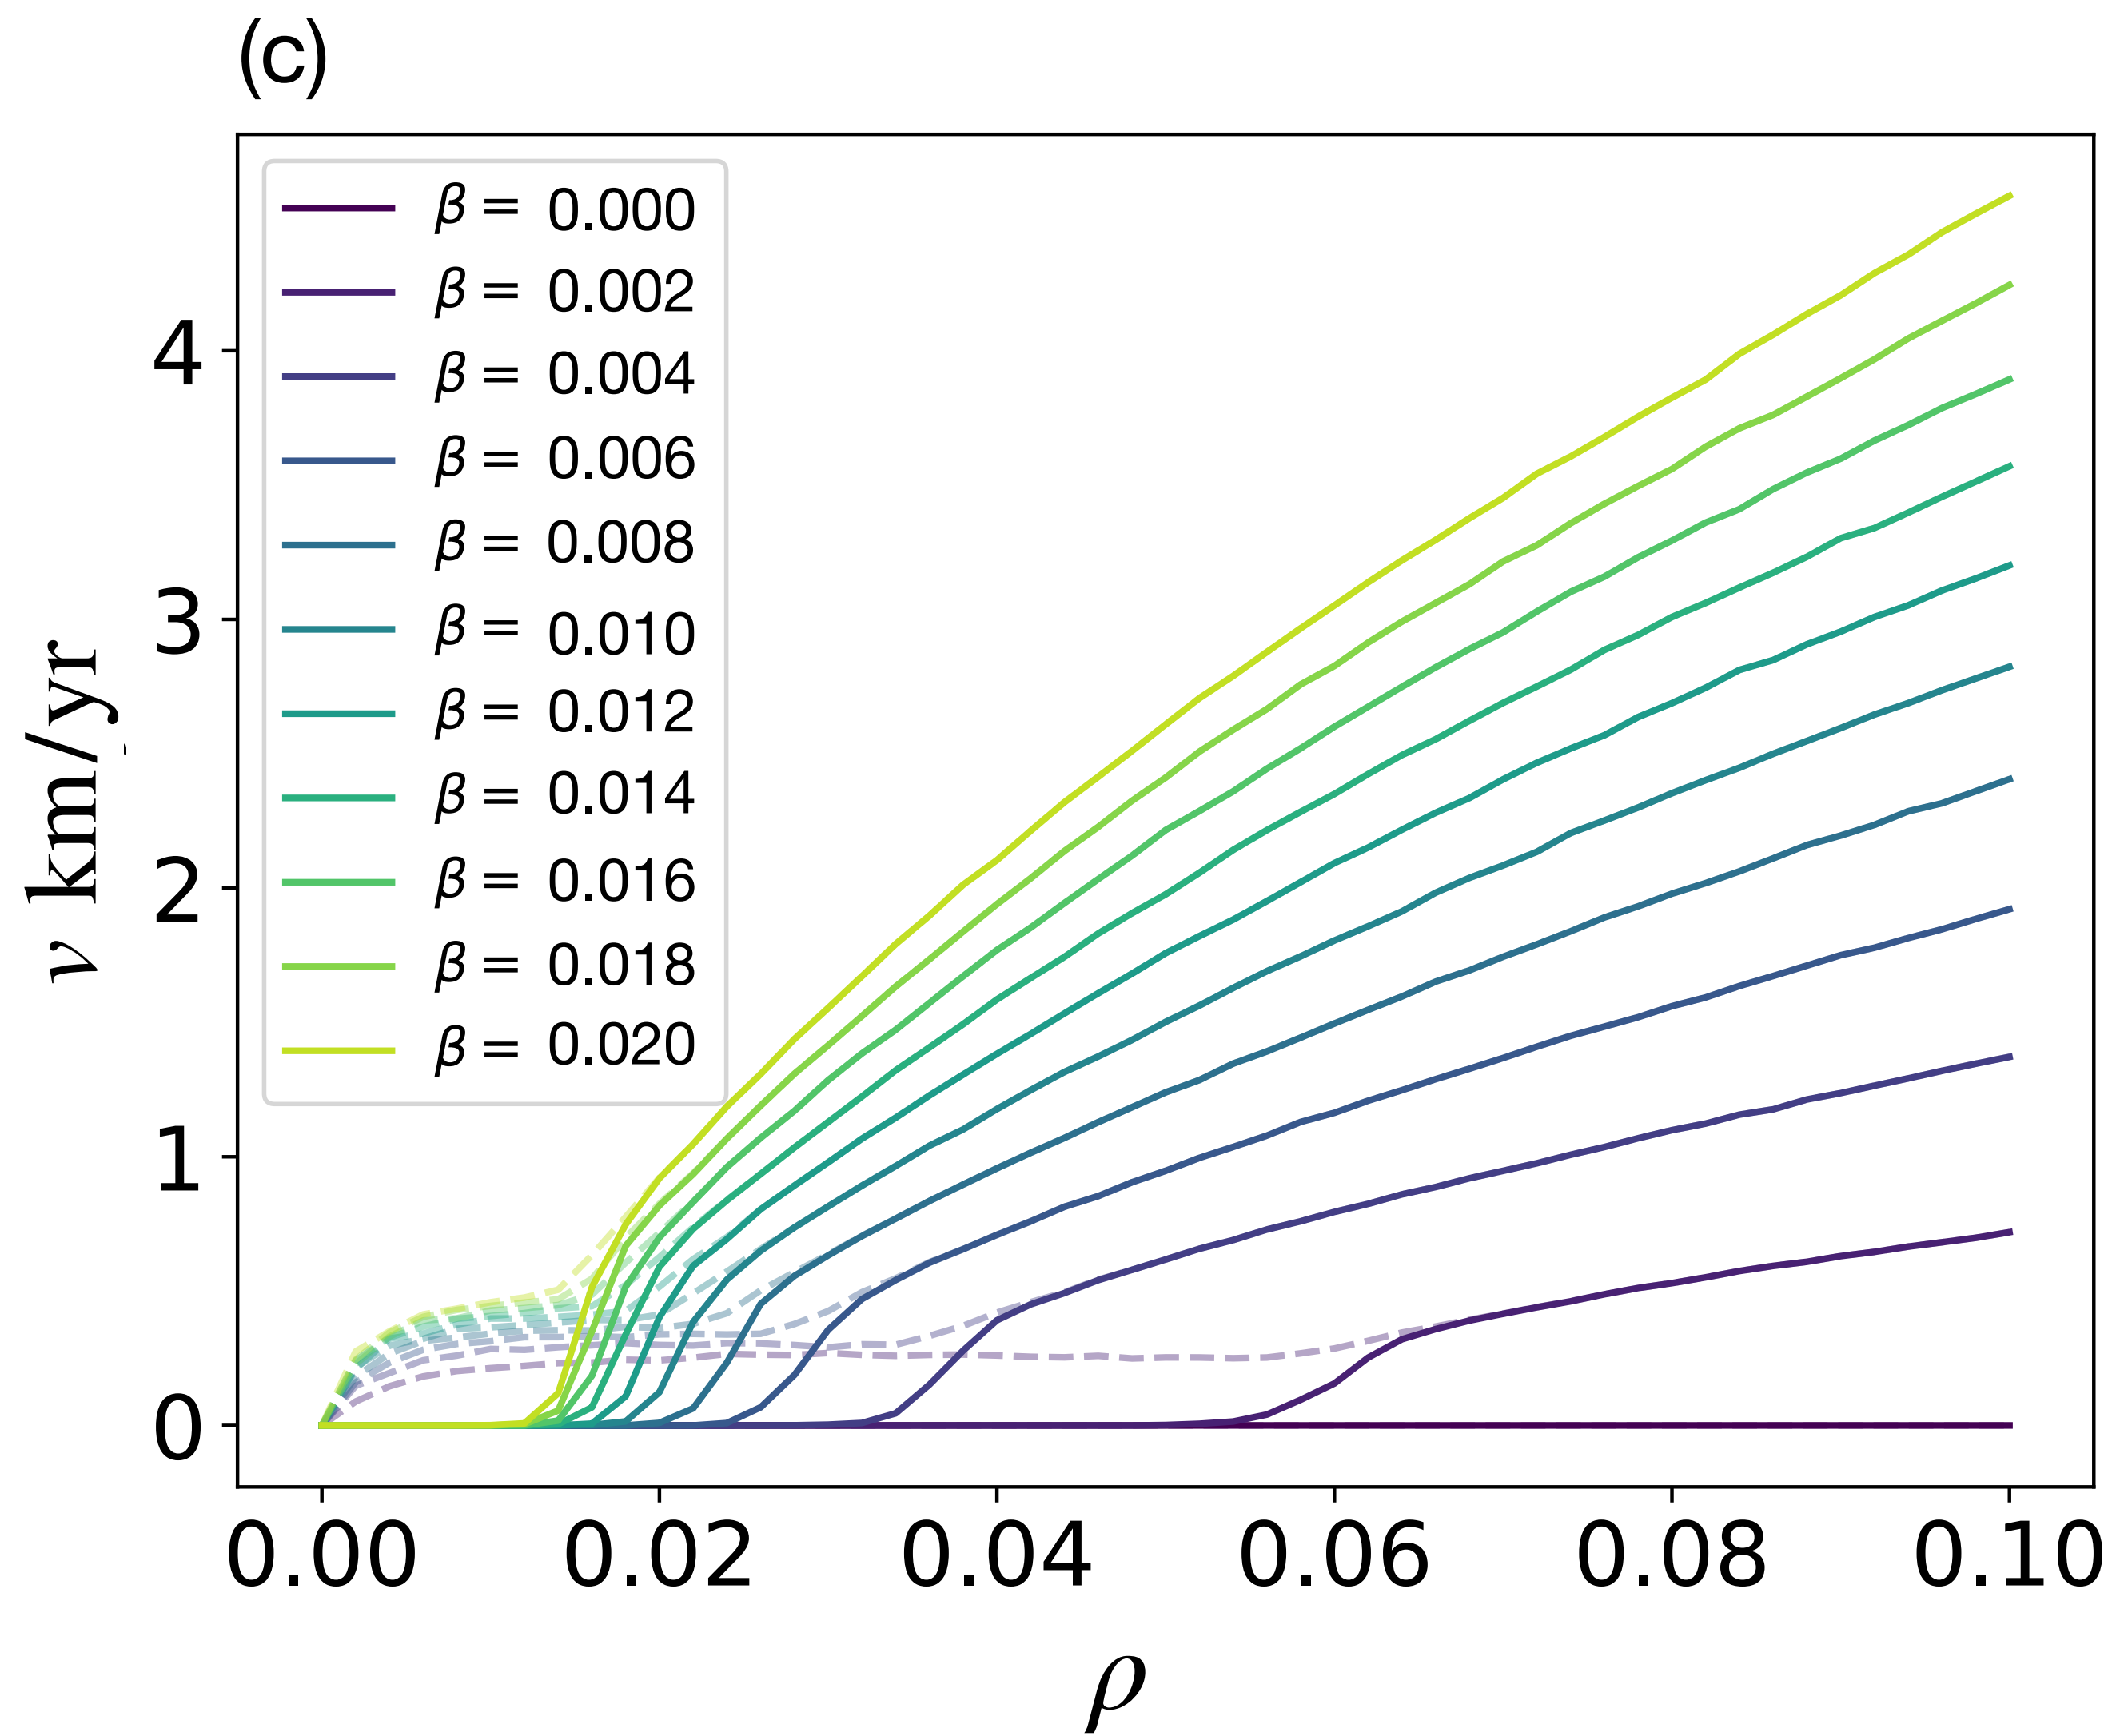 (c)
β = 0.000
β = 0.002
β = 0.004
β = 0.006
β = 0.008
β = 0.010
β = 0.012
β = 0.014
β = 0.016
β = 0.018
β = 0.020
4
3
2
1
0
v km/yr
0.00 0.02 0.04 0.06 0.08 0.10
ρ